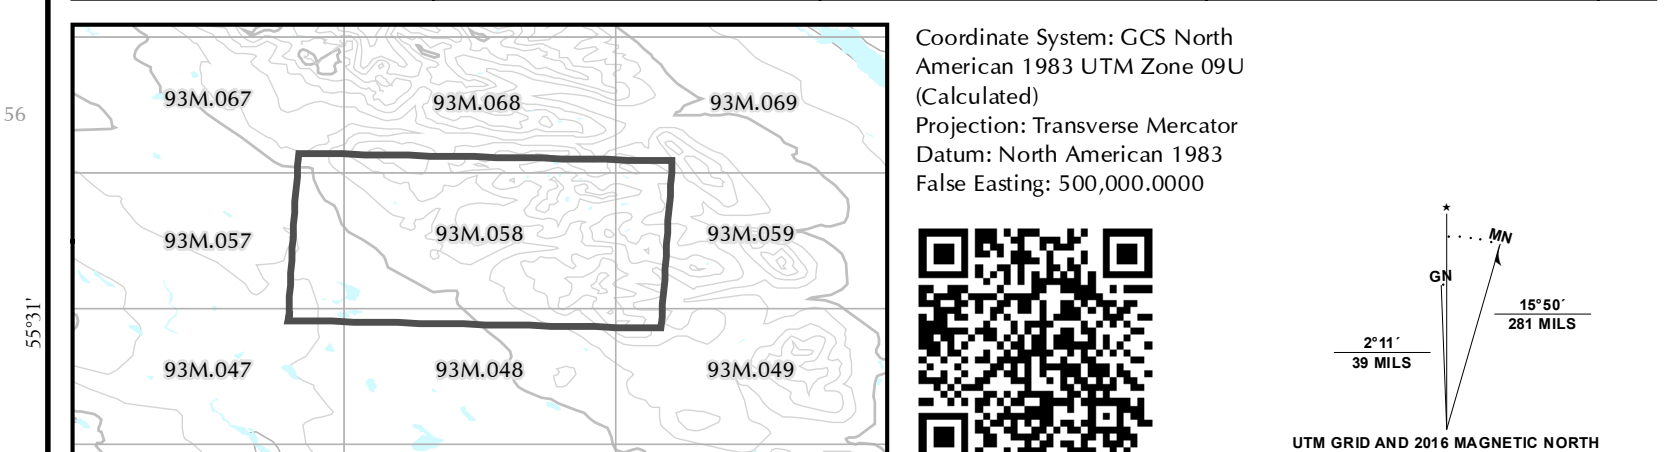 56
55°31'
93M.067 93M.068 93M.069
93M.057 93M.058 93M.059
93M.047 93M.048 93M.049
Coordinate System: GCS North
American 1983 UTM Zone 09U
(Calculated)
Projection: Transverse Mercator
Datum: North American 1983
False Easting: 500,000.0000
MN
GN
15°50´
281 MILS
2°11´
39 MILS
UTM GRID AND 2016 MAGNETIC NORTH